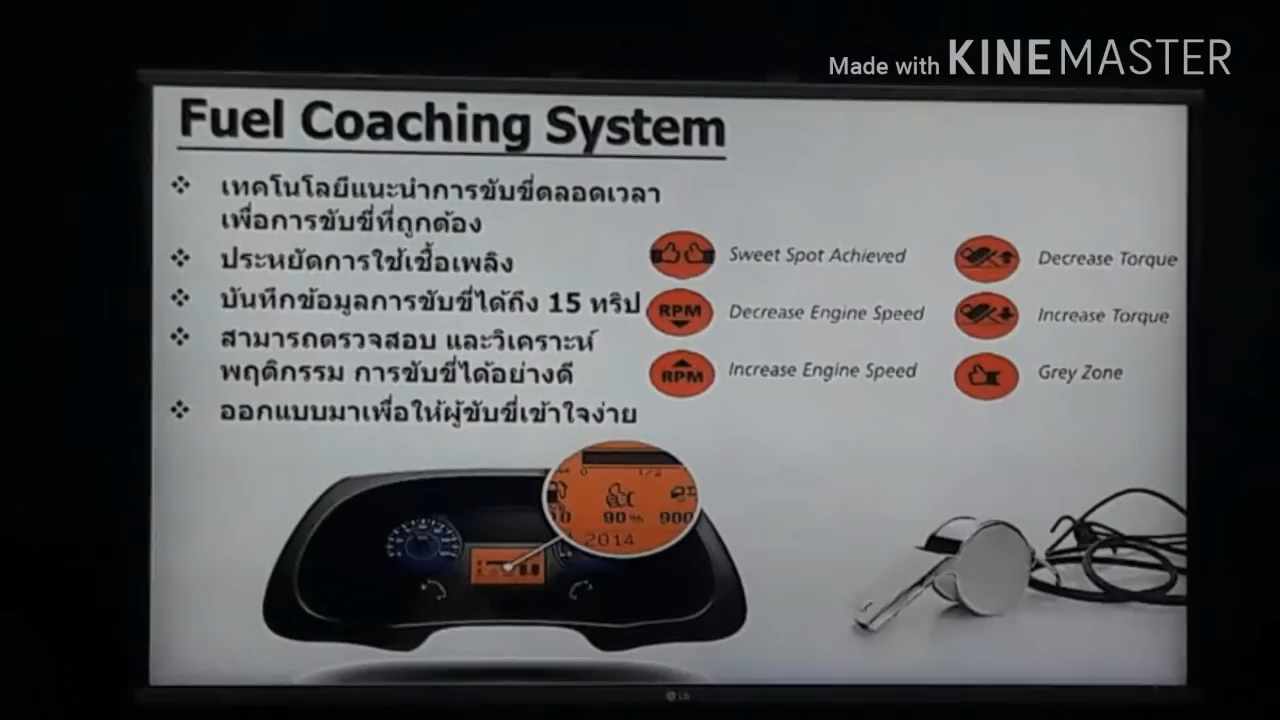 Made with KINEMASTER
Fuel Coaching System
❖ เทคโนโลยีแนะนำการขับขี่ตลอดเวลา
เพื่อการขับขี่ที่ถูกต้อง
❖ ประหยัดการใช้เชื้อเพลิง
❖ บันทึกข้อมูลการขับขี่ได้ถึง 15 ทริป
❖ สามารถตรวจสอบ และวิเคราะห์
พฤติกรรม การขับขี่ได้อย่างดี
❖ ออกแบบมาเพื่อให้ผู้ขับขี่เข้าใจง่าย
Sweet Spot Achieved
RPM Decrease Engine Speed
RPM Increase Engine Speed
Decrease Torque
Increase Torque
Grey Zone
0 1/2
90% 900
2014
LG